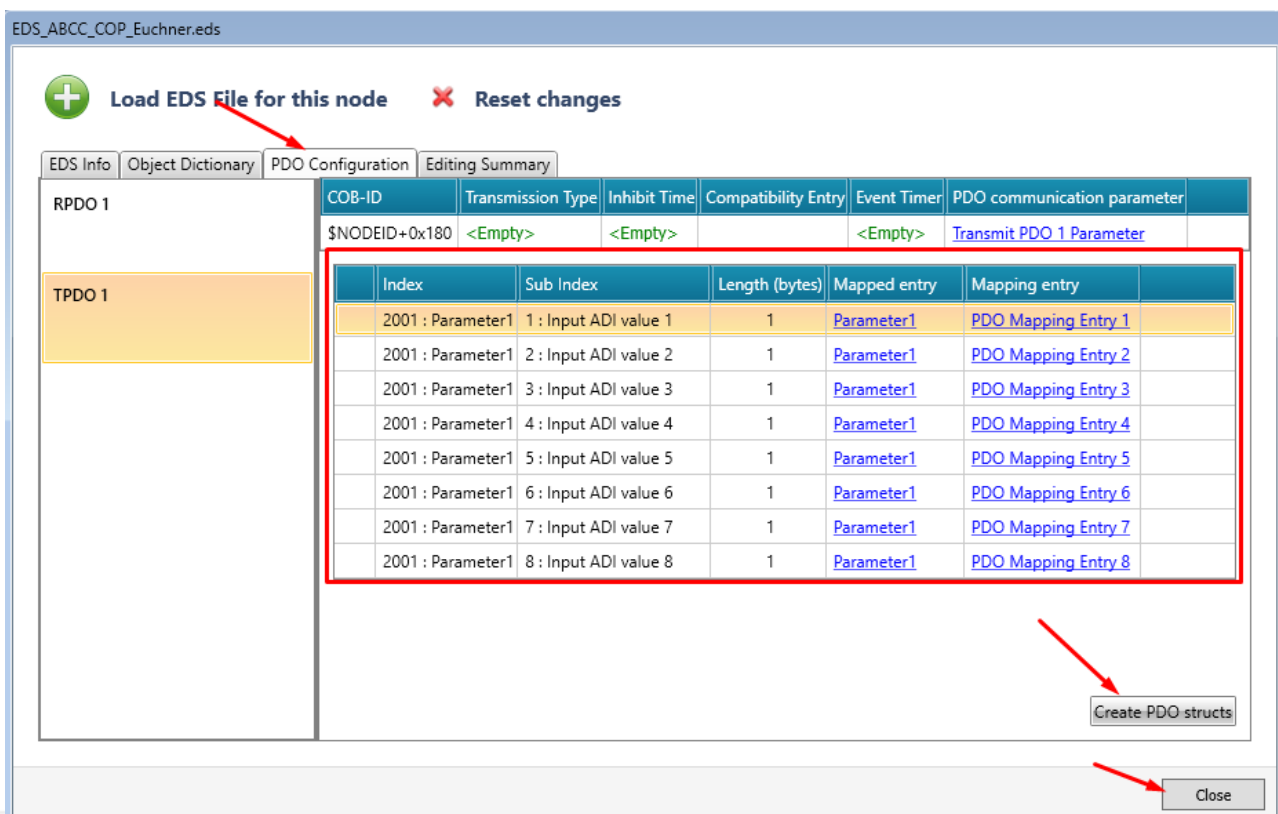 EDS_ABCC_COP_Euchner.eds
Load EDS File for this node Reset changes
EDS Info Object Dictionary PDO Configuration Editing Summary
RPDO 1
TPDO 1
COB-ID Transmission Type Inhibit Time Compatibility Entry Event Timer PDO communication parameter
$NODEID+0x180 <Empty> <Empty> <Empty> Transmit PDO 1 Parameter
Index Sub Index Length (bytes) Mapped entry Mapping entry
2001 : Parameter1 1 : Input ADI value 1 1 Parameter1 PDO Mapping Entry 1
2001 : Parameter1 2 : Input ADI value 2 1 Parameter1 PDO Mapping Entry 2
2001 : Parameter1 3 : Input ADI value 3 1 Parameter1 PDO Mapping Entry 3
2001 : Parameter1 4 : Input ADI value 4 1 Parameter1 PDO Mapping Entry 4
2001 : Parameter1 5 : Input ADI value 5 1 Parameter1 PDO Mapping Entry 5
2001 : Parameter1 6 : Input ADI value 6 1 Parameter1 PDO Mapping Entry 6
2001 : Parameter1 7 : Input ADI value 7 1 Parameter1 PDO Mapping Entry 7
2001 : Parameter1 8 : Input ADI value 8 1 Parameter1 PDO Mapping Entry 8
Create PDO structs
Close